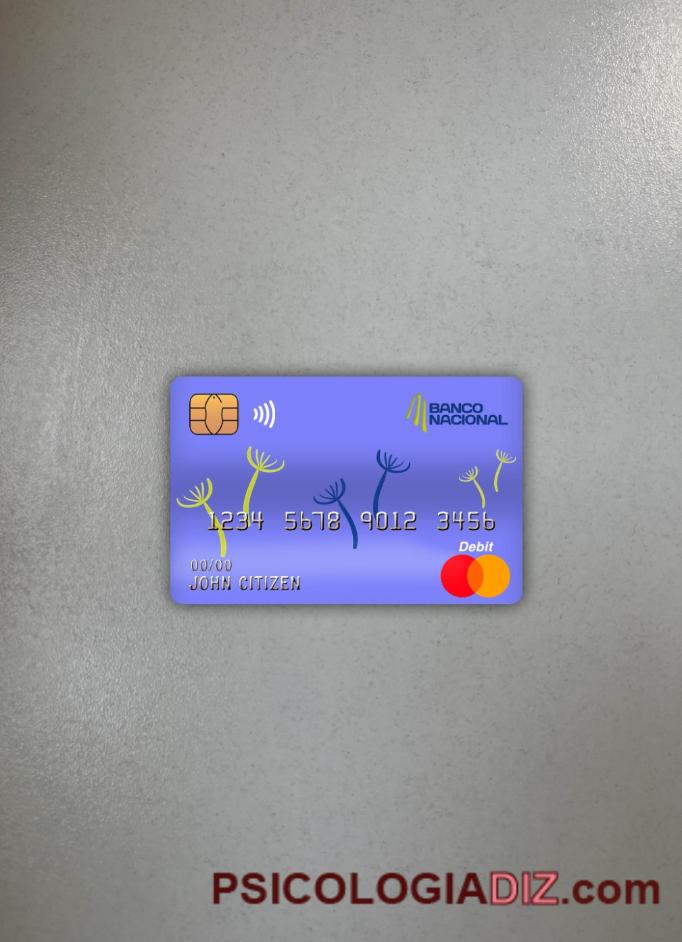 BANCO
NACIONAL
1234 5678 9012 3456
Debit
00/00
JOHN CITIZEN
PSICOLOGIADIZ.com